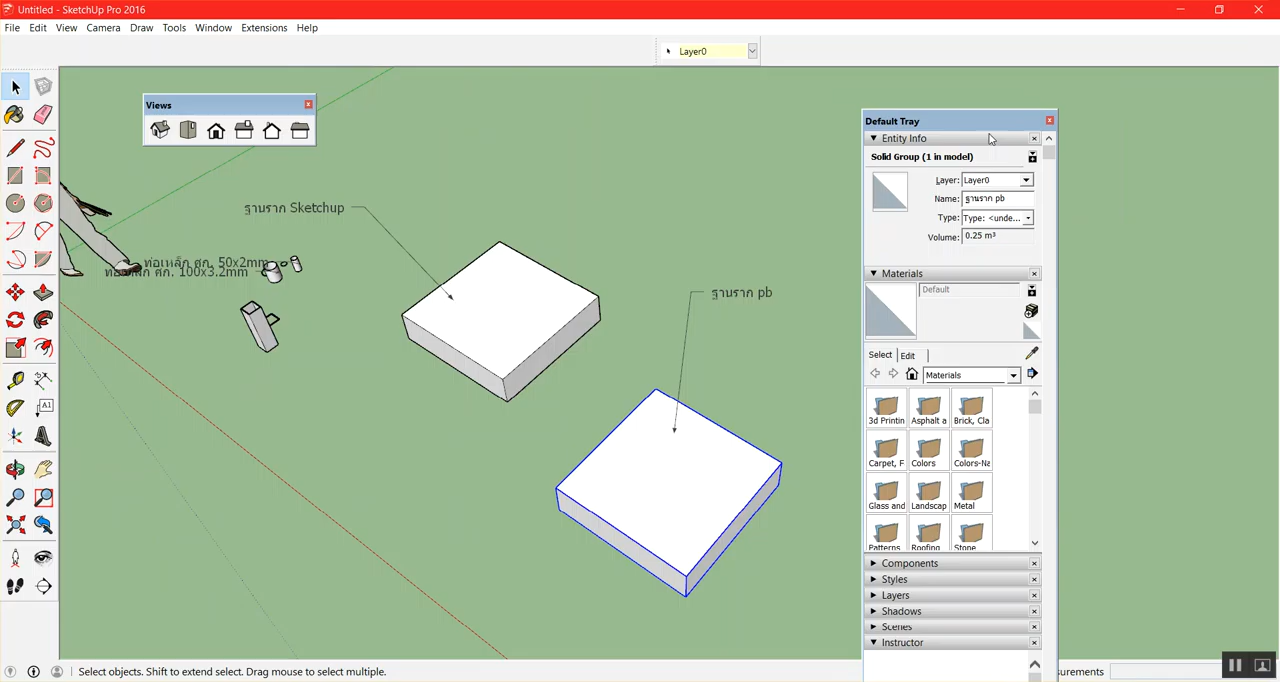 Untitled - SketchUp Pro 2016
File Edit View Camera Draw Tools Window Extensions Help
Layer0
Views
Default Tray
Entity Info
Solid Group (1 in model)
Layer: Layer0
Name: ฐานราก pb
Type: Type: <unde...
Volume: 0.25 m³
Materials
Default
Select Edit
Materials
3d Printin Asphalt a Brick, Cla
Carpet, F Colors Colors-Na
Glass and Landscap Metal
Patterns Roofing Stone
Components
Styles
Layers
Shadows
Scenes
Instructor
ฐานราก Sketchup
ท่อเหล็ก ศก. 50x2mm
ท่อเหล็ก ศก. 100x3.2mm
ฐานราก pb
A1
Select objects. Shift to extend select. Drag mouse to select multiple.
urements